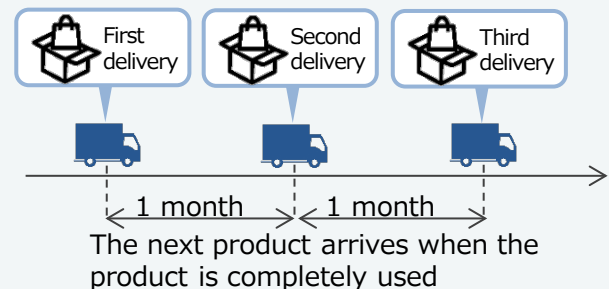 First
delivery
Second
delivery
Third
delivery
1 month
1 month
The next product arrives when the
product is completely used